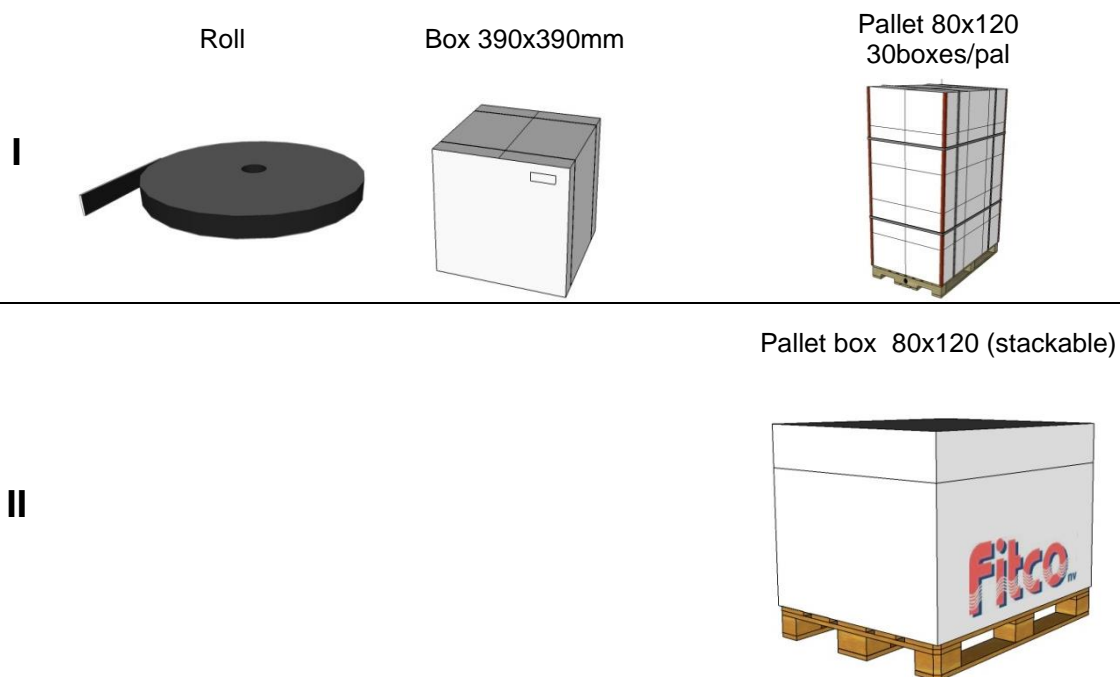 Roll
Box 390x390mm
Pallet 80x120
30boxes/pal
I
Pallet box  80x120 (stackable)
II
Fitco
nv